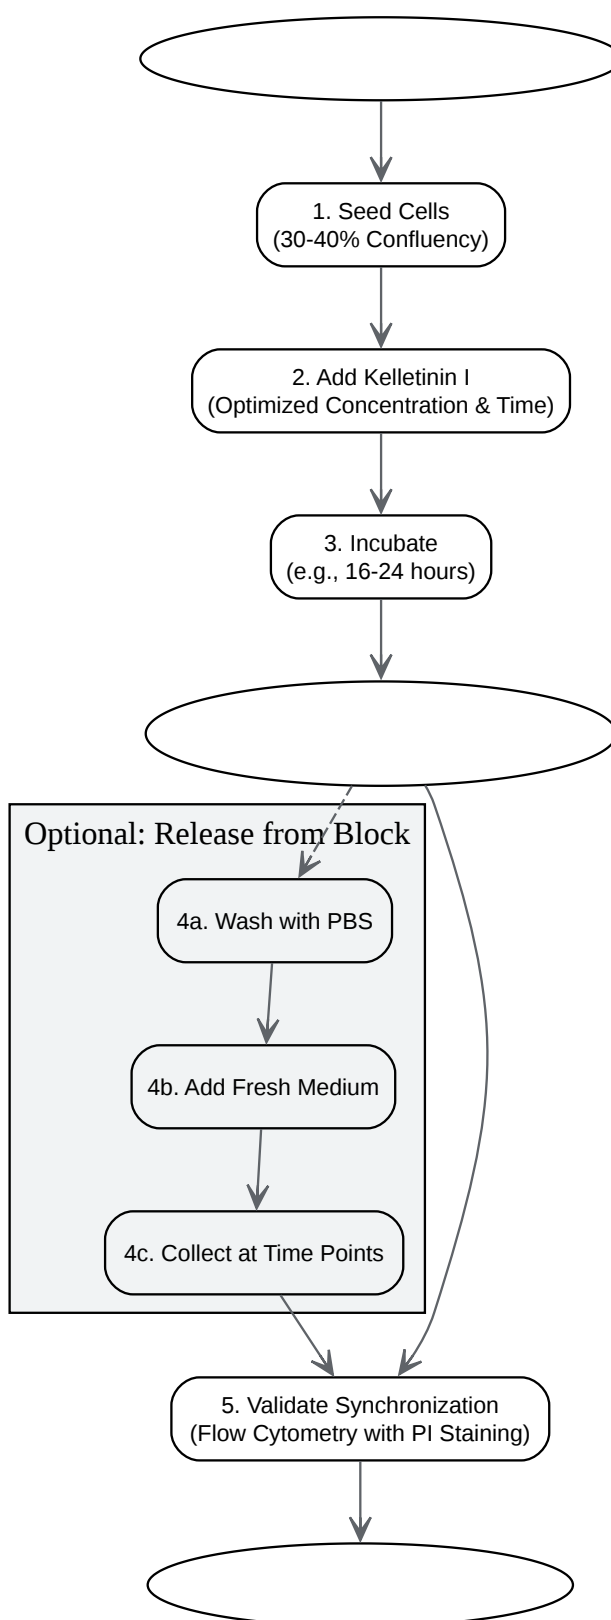 1. Seed Cells
(30-40% Confluency)
2. Add Kelletinin I
(Optimized Concentration & Time)
3. Incubate
(e.g., 16-24 hours)
Optional: Release from Block
4a. Wash with PBS
4b. Add Fresh Medium
4c. Collect at Time Points
5. Validate Synchronization
(Flow Cytometry with PI Staining)